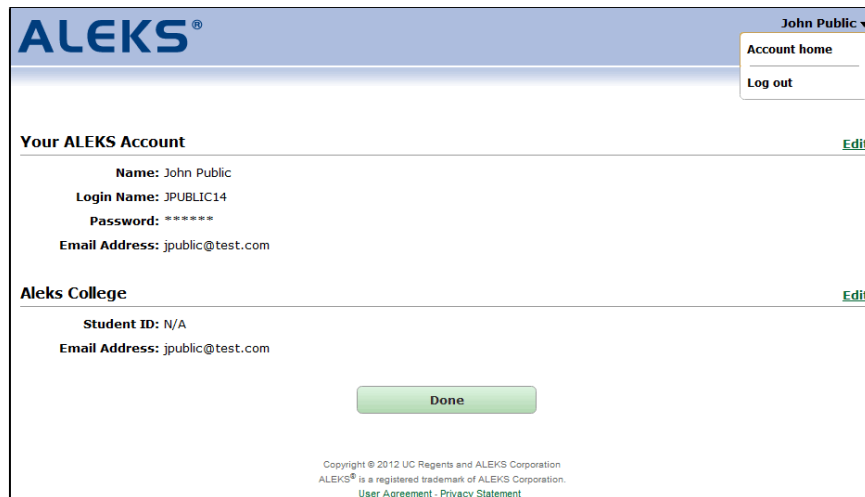 ALEKS®
John Public
Account home
Log out
Your ALEKS Account
Edit
Name: John Public
Login Name: JPUBLIC14
Password: ******
Email Address: jpublic@test.com
Aleks College
Edit
Student ID: N/A
Email Address: jpublic@test.com
Done
Copyright © 2012 UC Regents and ALEKS Corporation
ALEKS® is a registered trademark of ALEKS Corporation.
User Agreement - Privacy Statement